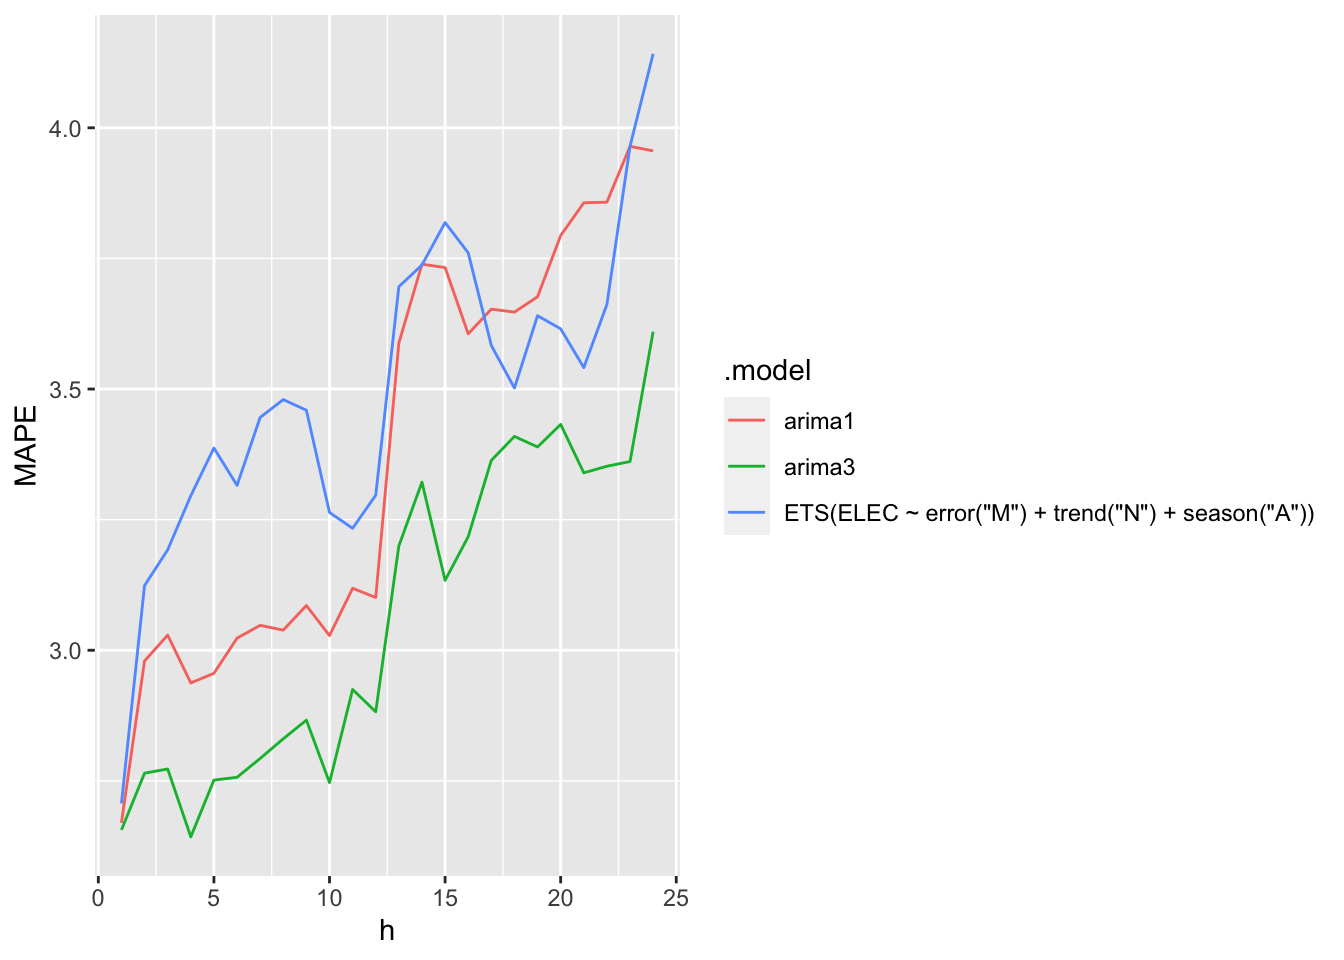 4.0
3.5
3.0
MAPE
0 5 10 15 20 25
h
.model
arima1
arima3
ETS(ELEC ~ error("M") + trend("N") + season("A"))